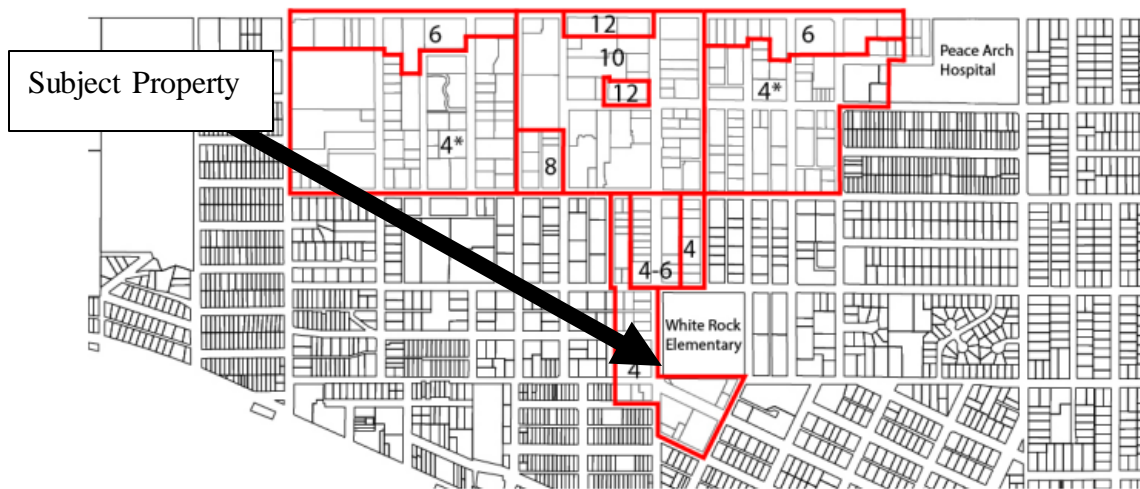 6
12
6
10
Peace Arch
Hospital
Subject Property
12
4*
4*
8
4
4-6
White Rock
Elementary
4